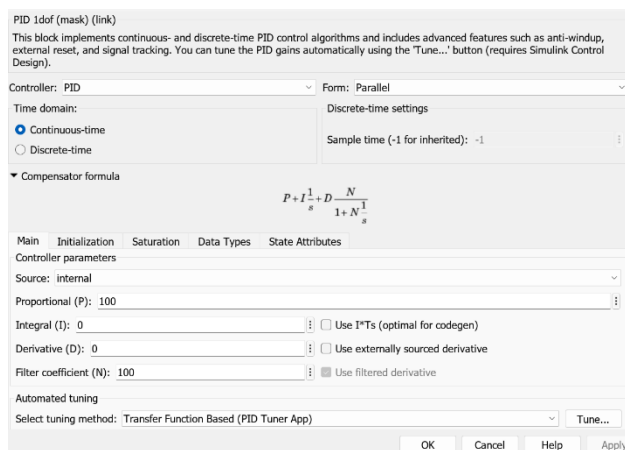 PID 1dof (mask) (link)
This block implements continuous- and discrete-time PID control algorithms and includes advanced features such as anti-windup,
external reset, and signal tracking. You can tune the PID gains automatically using the 'Tune...' button (requires Simulink Control
Design).
Controller: PID Form: Parallel
Time domain: Discrete-time settings
Continuous-time
Sample time (-1 for inherited): -1
Discrete-time
Compensator formula
P + I 1/s + D N/(1 + N 1/s)
Main Initialization Saturation Data Types State Attributes
Controller parameters
Source: internal
Proportional (P): 100
Integral (I): 0 Use I*Ts (optimal for codegen)
Derivative (D): 0 Use externally sourced derivative
Filter coefficient (N): 100 Use filtered derivative
Automated tuning
Select tuning method: Transfer Function Based (PID Tuner App) Tune...
OK Cancel Help Apply